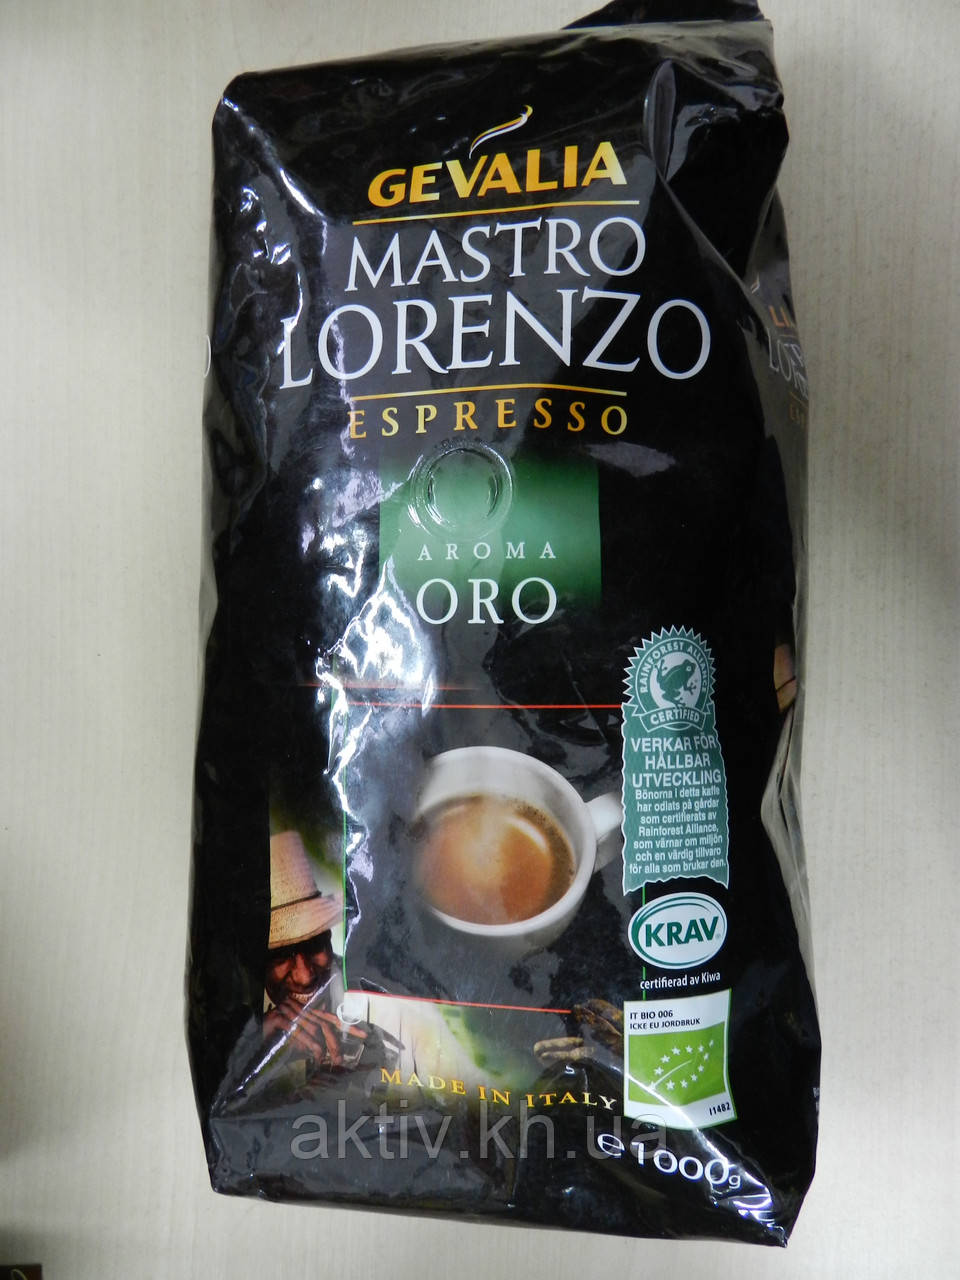 GEVALIA
MASTRO
LORENZO
ESPRESSO
AROMA
ORO
RAINFOREST ALLIANCE
CERTIFIED
VERKAR FÖR
HÅLLBAR
UTVECKLING
Bönorna i detta kaffe
har odlats på gårdar
som certifierats av
Rainforest Alliance,
som värnar om miljön
och en värdig tillvaro
för alla som brukar den.
KRAV
certifierad av Kiwa
IT BIO 006
ICKE EU JORDBRUK
I1482
MADE IN ITALY
aktiv.kh.ua
e 1000g